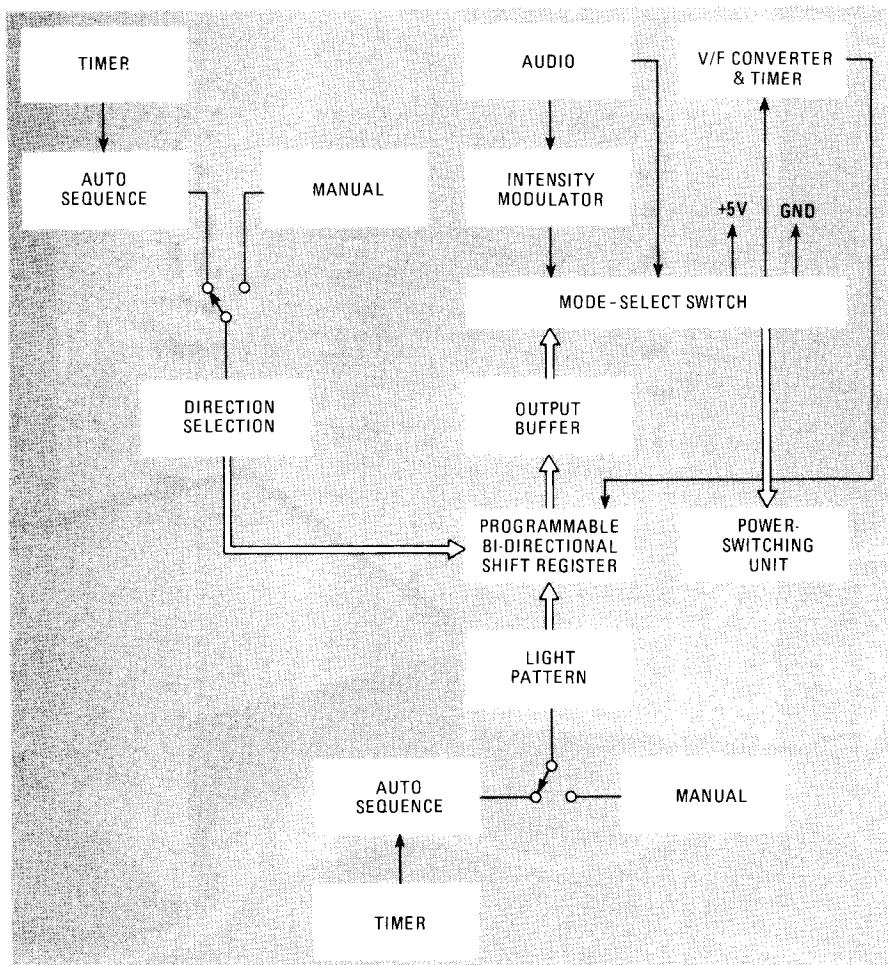 TIMER
AUDIO
V/F CONVERTER
& TIMER
AUTO
SEQUENCE
MANUAL
INTENSITY
MODULATOR
+5V
GND
MODE-SELECT SWITCH
DIRECTION
SELECTION
OUTPUT
BUFFER
PROGRAMMABLE
BI-DIRECTIONAL
SHIFT REGISTER
POWER-
SWITCHING
UNIT
LIGHT
PATTERN
AUTO
SEQUENCE
MANUAL
TIMER